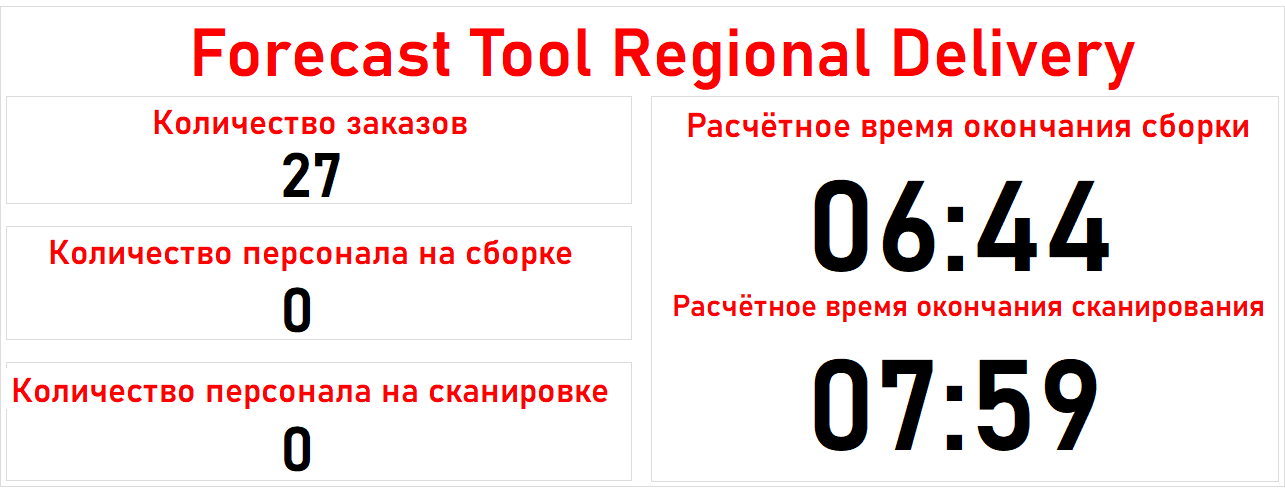 Forecast Tool Regional Delivery
Количество заказов
27
Количество персонала на сборке
0
Количество персонала на сканировке
0
Расчётное время окончания сборки
06:44
Расчётное время окончания сканирования
07:59